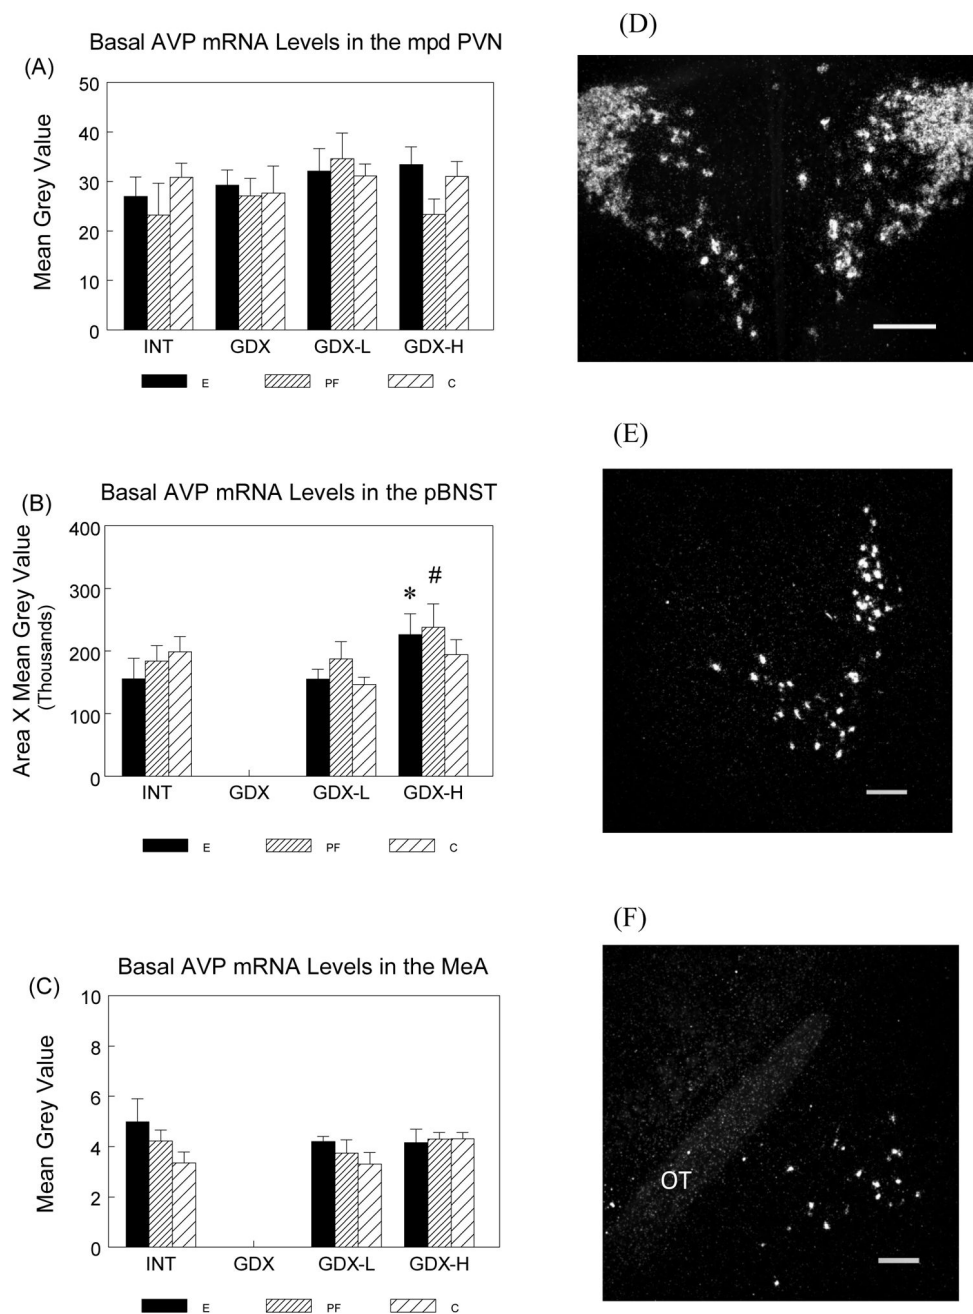 (A)
Basal AVP mRNA Levels in the mpd PVN
Mean Grey Value
50
40
30
20
10
0
INT GDX GDX-L GDX-H
E PF C
(D)
(B)
Basal AVP mRNA Levels in the pBNST
Area X Mean Grey Value
(Thousands)
400
300
200
100
0
* #
INT GDX GDX-L GDX-H
E PF C
(E)
(C)
Basal AVP mRNA Levels in the MeA
Mean Grey Value
10
8
6
4
2
0
INT GDX GDX-L GDX-H
E PF C
(F)
OT